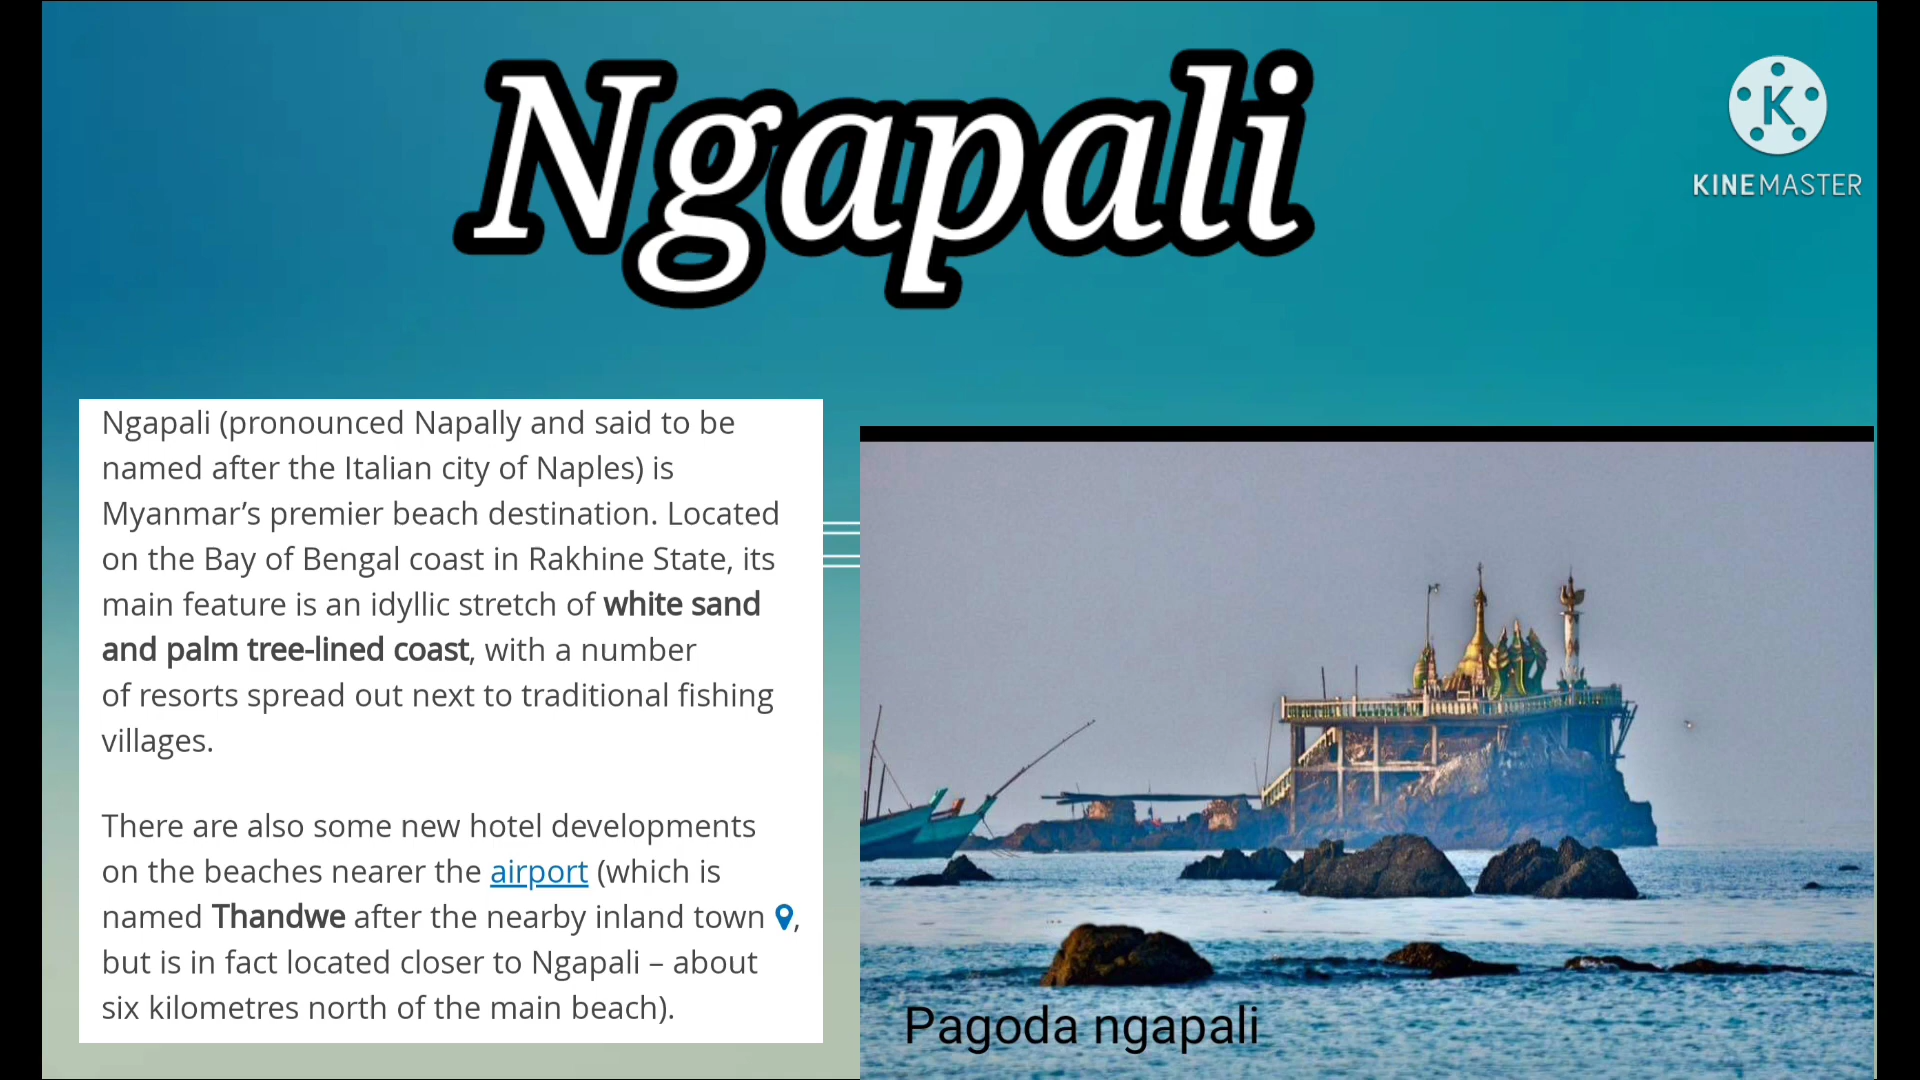 Ngapali
K
KINEMASTER
Ngapali (pronounced Napally and said to be
named after the Italian city of Naples) is
Myanmar’s premier beach destination. Located
on the Bay of Bengal coast in Rakhine State, its
main feature is an idyllic stretch of white sand
and palm tree-lined coast, with a number
of resorts spread out next to traditional fishing
villages.
There are also some new hotel developments
on the beaches nearer the airport (which is
named Thandwe after the nearby inland town ,
but is in fact located closer to Ngapali – about
six kilometres north of the main beach).
Pagoda ngapali